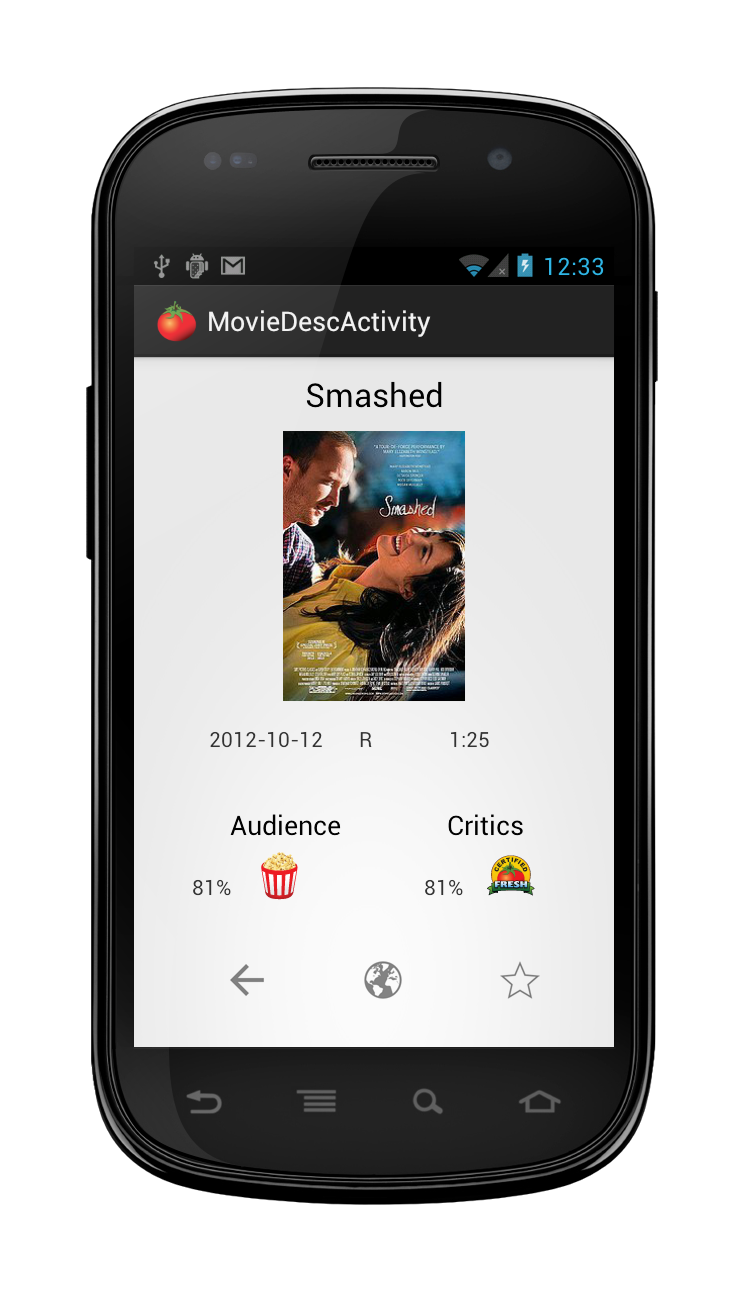 12:33
MovieDescActivity
Smashed
"A TOUR-DE-FORCE PERFORMANCE BY
MARY ELIZABETH WINSTEAD."
Smashed
2012-10-12 R 1:25
Audience Critics
81% 81%
CERTIFIED
FRESH